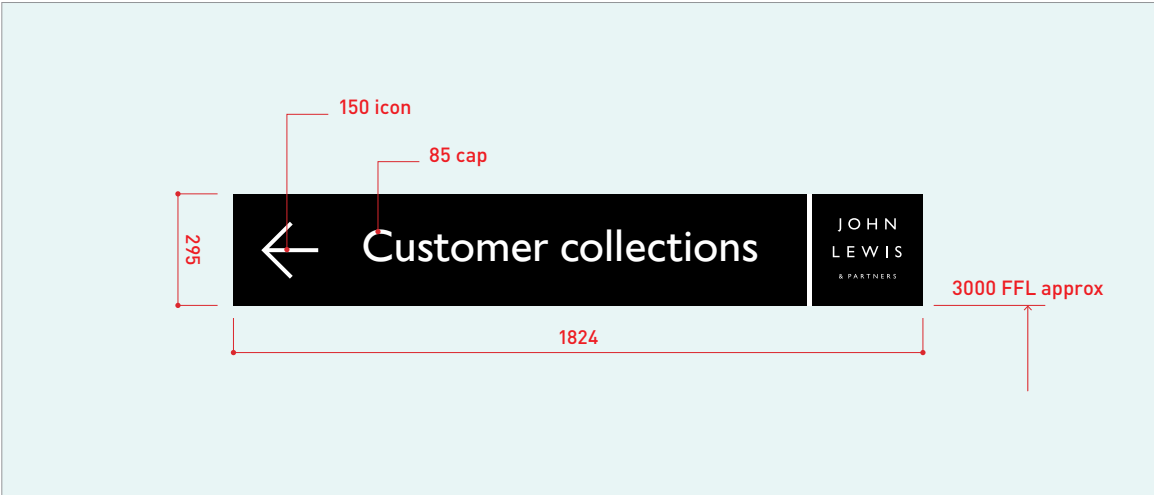 150 icon
85 cap
295
Customer collections
JOHN
LEWIS
& PARTNERS
3000 FFL approx
1824